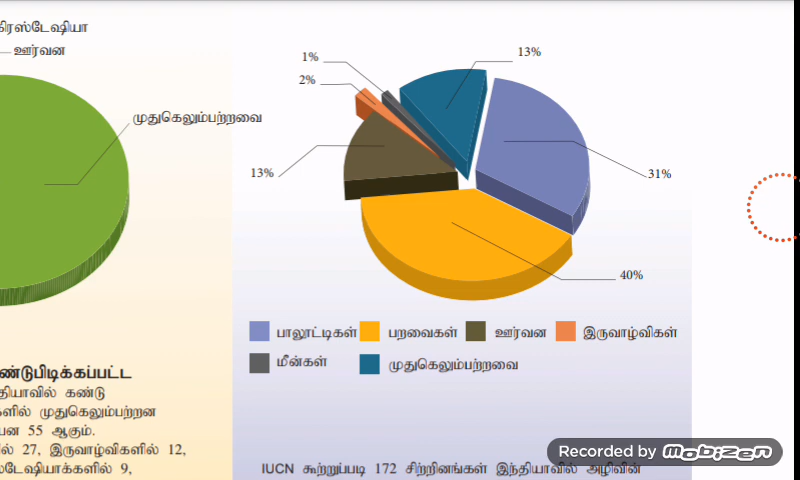 கிரஸ்டேஷியா
ஊர்வன
முதுகெலும்பற்றவை
1%
2%
13%
13%
31%
40%
பாலூட்டிகள் பறவைகள் ஊர்வன இருவாழ்விகள்
மீன்கள் முதுகெலும்பற்றவை
ண்டுபிடிக்கப்பட்ட
தியாவில் கண்டு
களில் முதுகெலும்பற்றன
பன 55 ஆகும்.
ல் 27, இருவாழ்விகளில் 12,
ஸ்டேஷியாக்களில் 9,
IUCN கூற்றுப்படி 172 சிற்றினங்கள் இந்தியாவில் அழிவின்
Recorded by MOBIZEN